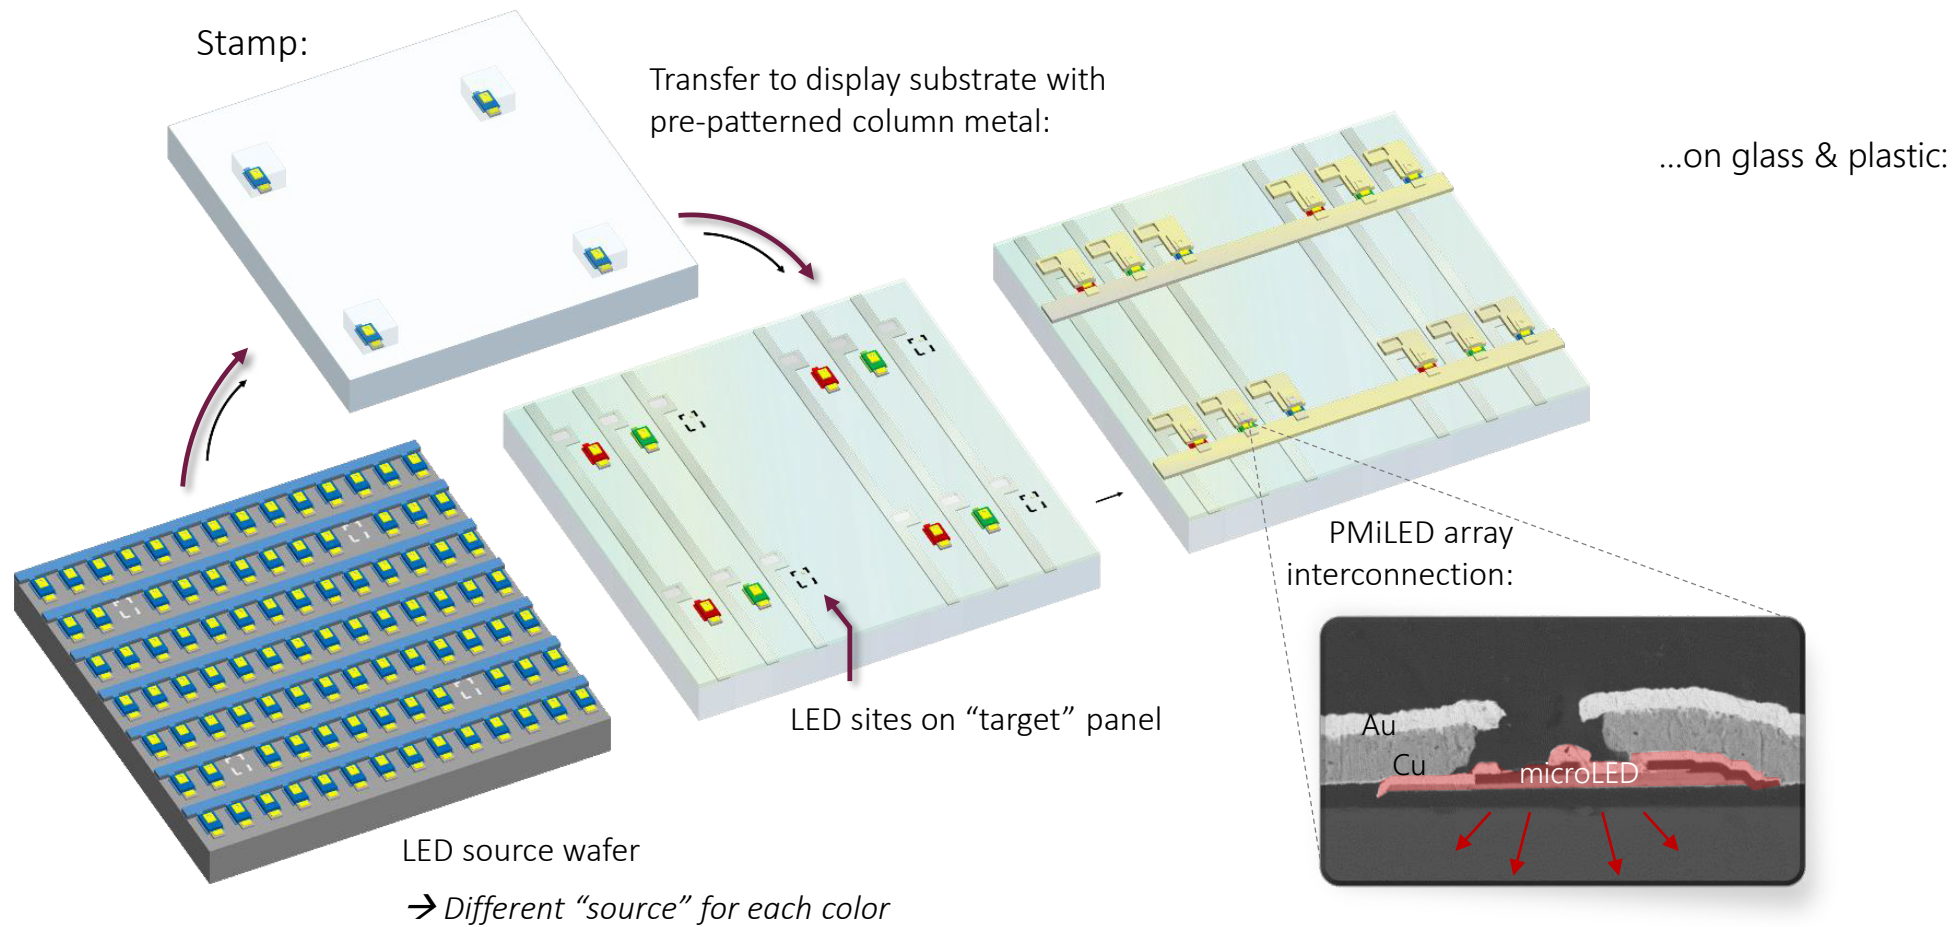 Stamp:
Transfer to display substrate with
pre-patterned column metal:
...on glass & plastic:
PMiLED array
interconnection:
LED sites on “target” panel
Au
Cu
microLED
LED source wafer
→ Different “source” for each color